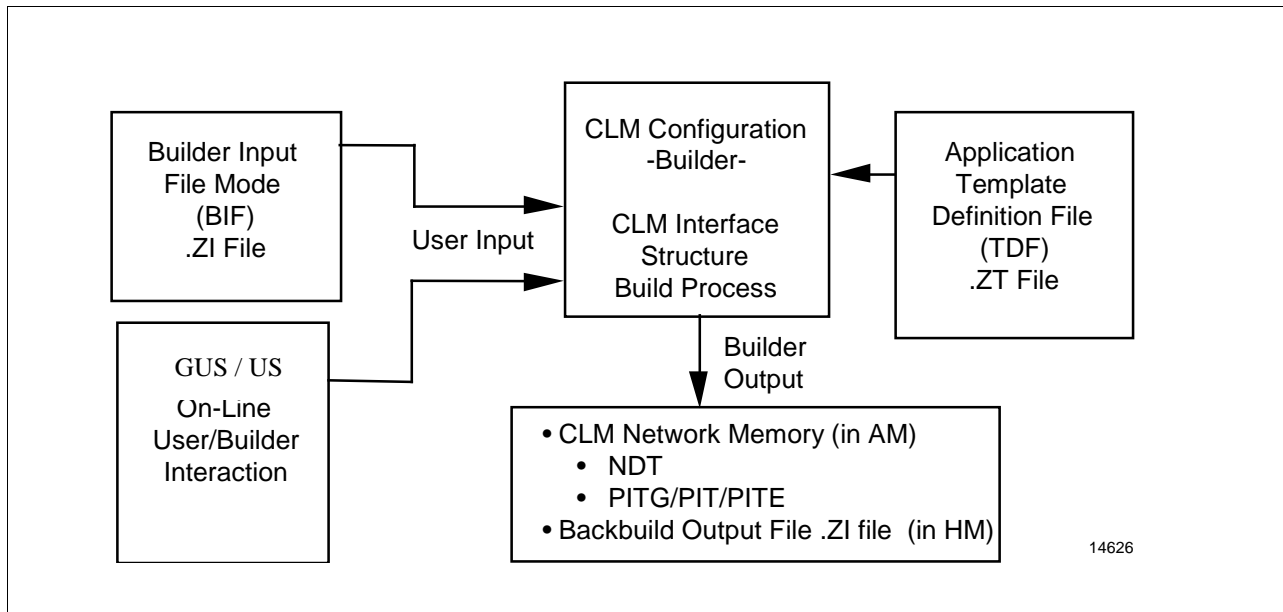 Builder Input
File Mode
(BIF)
.ZI File
GUS / US
On-Line
User/Builder
Interaction
User Input
CLM Configuration
-Builder-
CLM Interface
Structure
Build Process
Application
Template
Definition File
(TDF)
.ZT File
Builder
Output
• CLM Network Memory (in AM)
• NDT
• PITG/PIT/PITE
• Backbuild Output File .ZI file (in HM)
14626